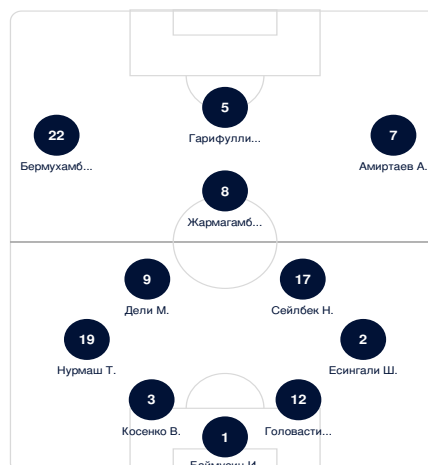 5
22
7
Гарифулли...
Бермухамб...
Амиртаев А.
8
Жармагамб...
9
17
Дели М.
Сейлбек Н.
19
2
Нурмаш Т.
Есингали Ш.
3
12
Косенко В.
Головасти...
1